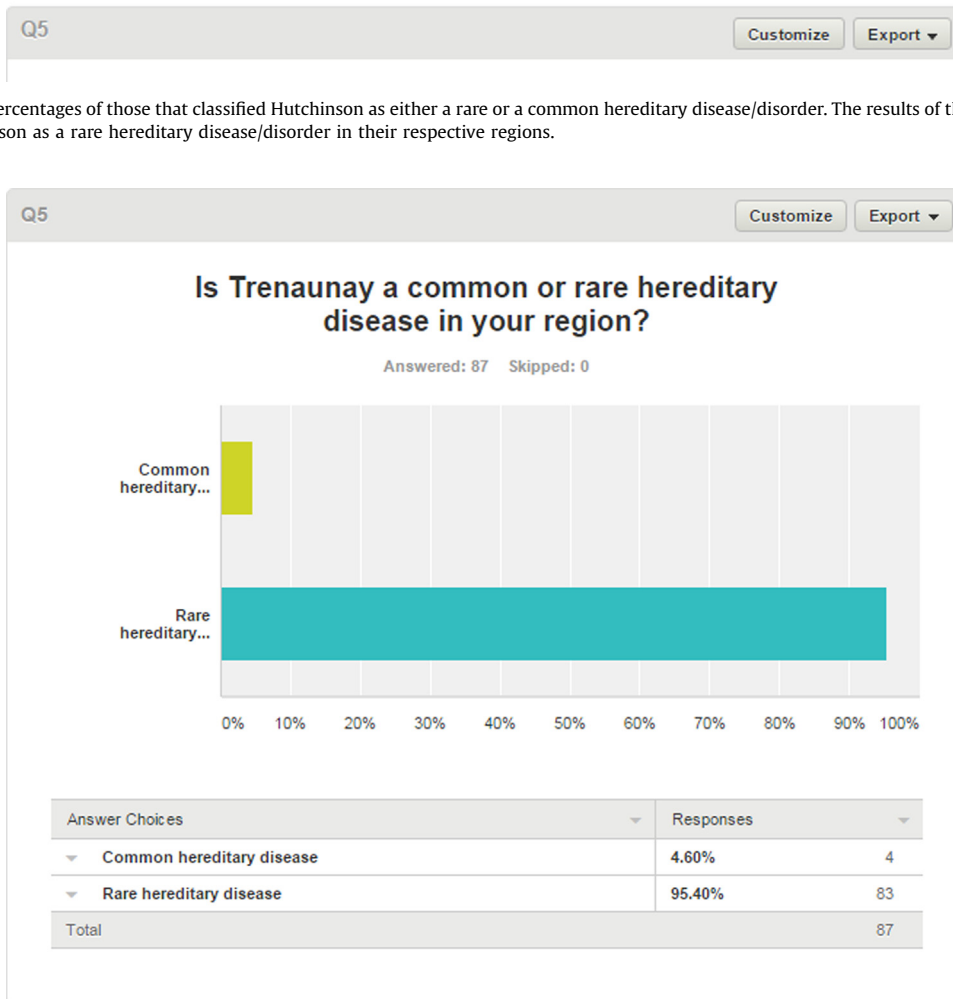 Q5 Customize Export
ercentages of those that classified Hutchinson as either a rare or a common hereditary disease/disorder. The results of t
son as a rare hereditary disease/disorder in their respective regions.
Q5 Customize Export
Is Trenaunay a common or rare hereditary
disease in your region?
Answered: 87 Skipped: 0
Common
hereditary...
Rare
hereditary...
0% 10% 20% 30% 40% 50% 60% 70% 80% 90% 100%
Answer Choices Responses
Common hereditary disease 4.60% 4
Rare hereditary disease 95.40% 83
Total 87